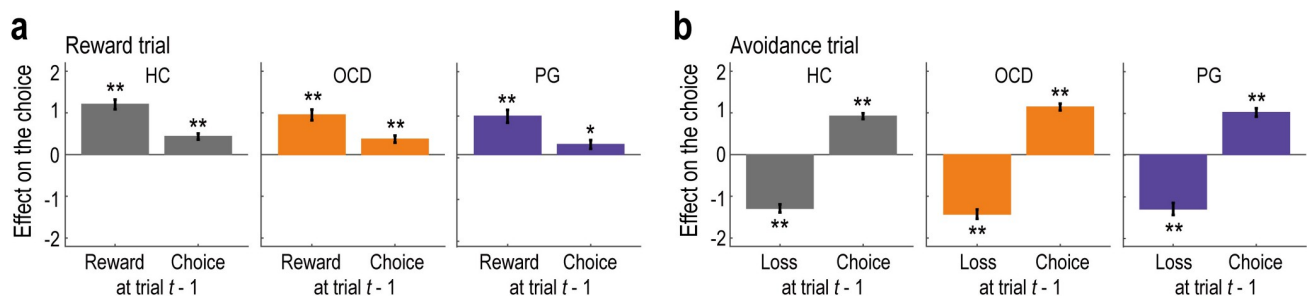 a
Reward trial
HC
OCD
PG
Effect on the choice
2
1
0
-1
-2
**
**
**
**
**
*
Reward Choice
at trial t - 1
Reward Choice
at trial t - 1
Reward Choice
at trial t - 1
b
Avoidance trial
HC
OCD
PG
Effect on the choice
2
1
0
-1
-2
**
**
**
**
**
**
Loss Choice
at trial t - 1
Loss Choice
at trial t - 1
Loss Choice
at trial t - 1